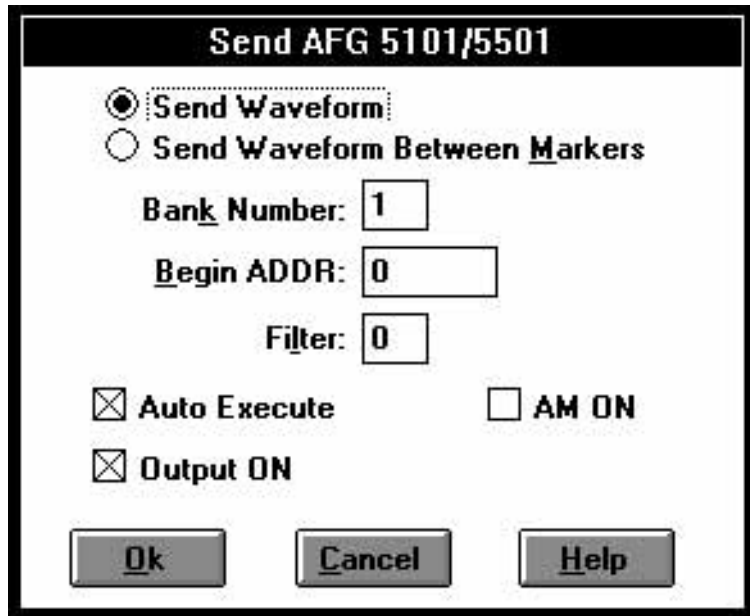 Send AFG 5101/5501
Send Waveform
Send Waveform Between Markers
Bank Number: 1
Begin ADDR: 0
Filter: 0
Auto Execute AM ON
Output ON
Ok Cancel Help